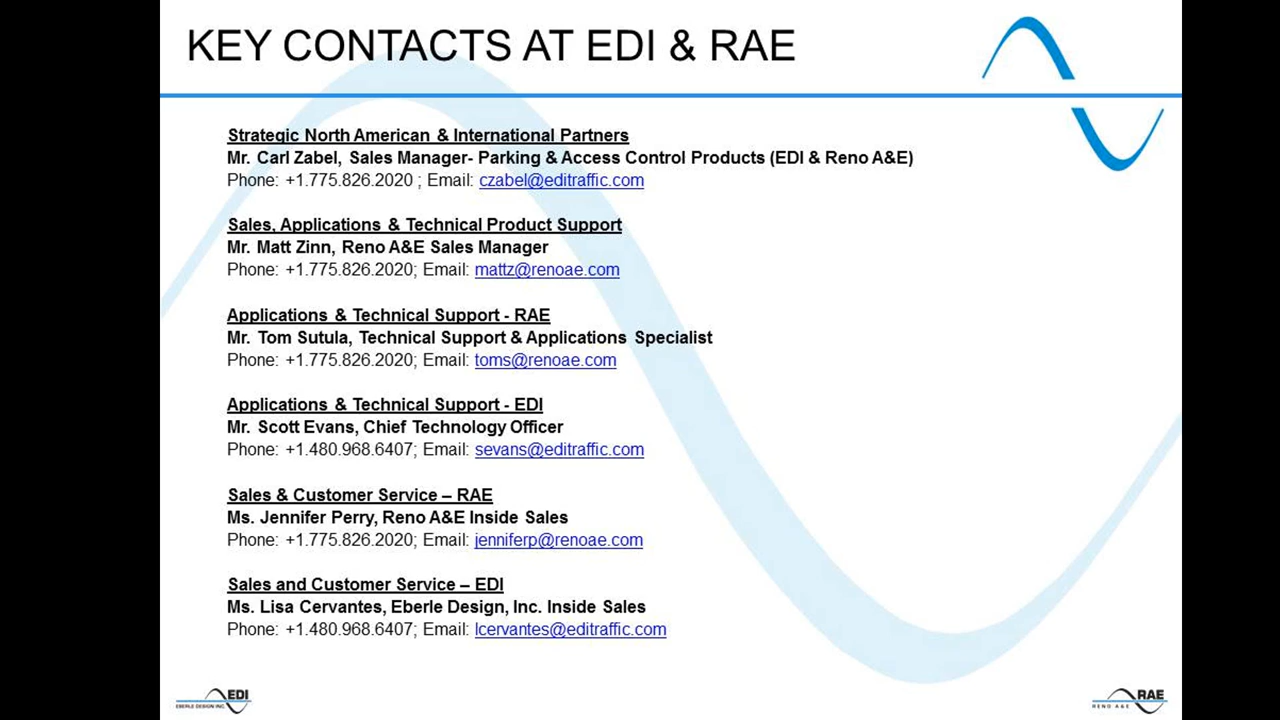 KEY CONTACTS AT EDI & RAE
Strategic North American & International Partners
Mr. Carl Zabel, Sales Manager- Parking & Access Control Products (EDI & Reno A&E)
Phone: +1.775.826.2020 ; Email: czabel@editraffic.com
Sales, Applications & Technical Product Support
Mr. Matt Zinn, Reno A&E Sales Manager
Phone: +1.775.826.2020; Email: mattz@renoae.com
Applications & Technical Support - RAE
Mr. Tom Sutula, Technical Support & Applications Specialist
Phone: +1.775.826.2020; Email: toms@renoae.com
Applications & Technical Support - EDI
Mr. Scott Evans, Chief Technology Officer
Phone: +1.480.968.6407; Email: sevans@editraffic.com
Sales & Customer Service – RAE
Ms. Jennifer Perry, Reno A&E Inside Sales
Phone: +1.775.826.2020; Email: jenniferp@renoae.com
Sales and Customer Service – EDI
Ms. Lisa Cervantes, Eberle Design, Inc. Inside Sales
Phone: +1.480.968.6407; Email: lcervantes@editraffic.com
EDI
EBERLE DESIGN INC.
RAE
RENO A&E